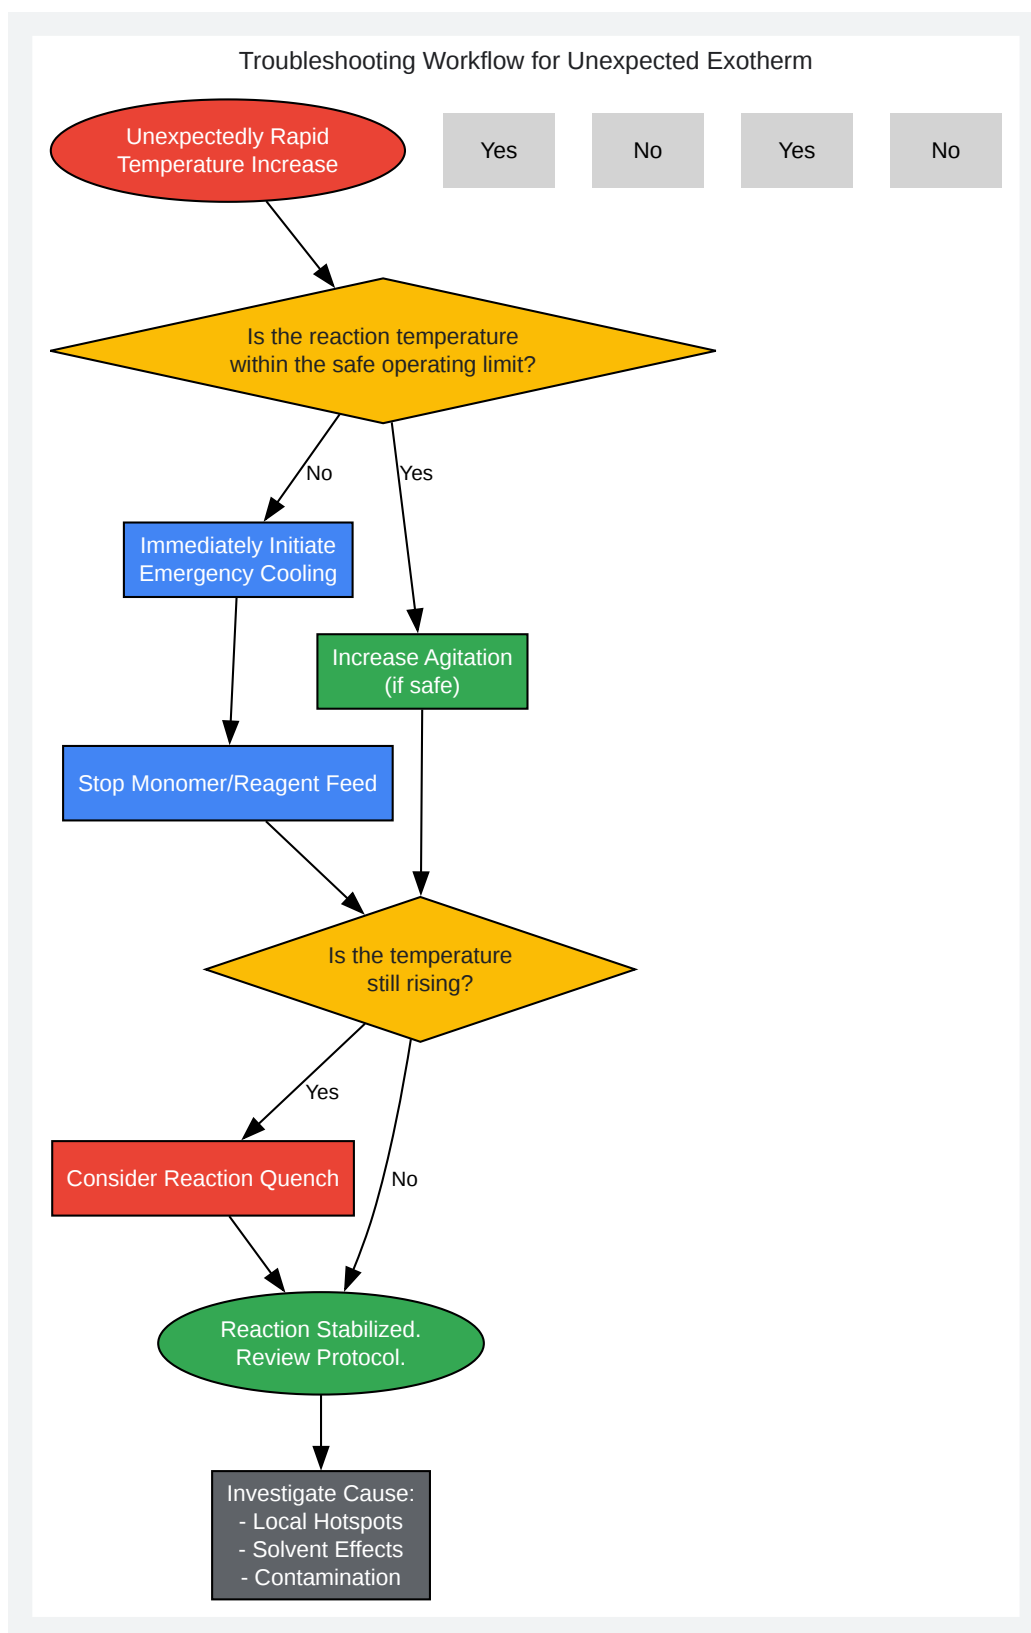 Troubleshooting Workflow for Unexpected Exotherm
Unexpectedly Rapid
Temperature Increase
Yes
No
Yes
No
Is the reaction temperature
within the safe operating limit?
No
Yes
Immediately Initiate
Emergency Cooling
Increase Agitation
(if safe)
Stop Monomer/Reagent Feed
Is the temperature
still rising?
Yes
No
Consider Reaction Quench
Reaction Stabilized.
Review Protocol.
Investigate Cause:
- Local Hotspots
- Solvent Effects
- Contamination